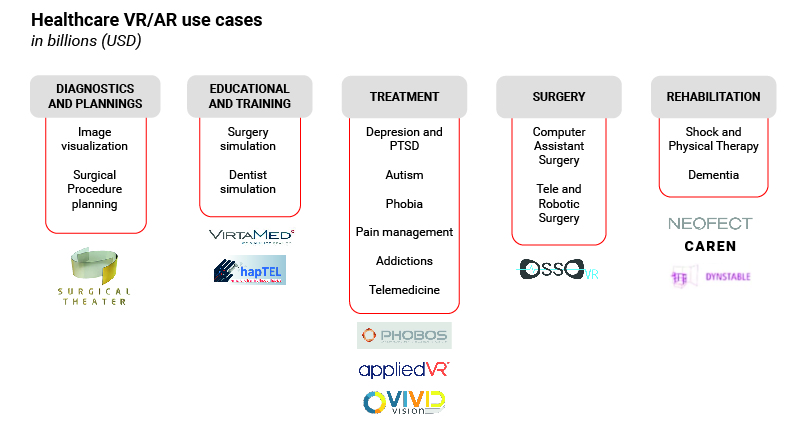 Healthcare VR/AR use cases
in billions (USD)
DIAGNOSTICS
AND PLANNINGS
Image
visualization
Surgical
Procedure
planning
SURGICAL
THEATER
EDUCATIONAL
AND TRAINING
Surgery
simulation
Dentist
simulation
VIRTAMED
hapTEL
TREATMENT
Depresion and
PTSD
Autism
Phobia
Pain management
Addictions
Telemedicine
PHOBOS
appliedVR
VIVID
vision
SURGERY
Computer
Assistant
Surgery
Tele and
Robotic
Surgery
OSSO VR
REHABILITATION
Shock and
Physical Therapy
Dementia
NEOFECT
CAREN
DYNSTABLE